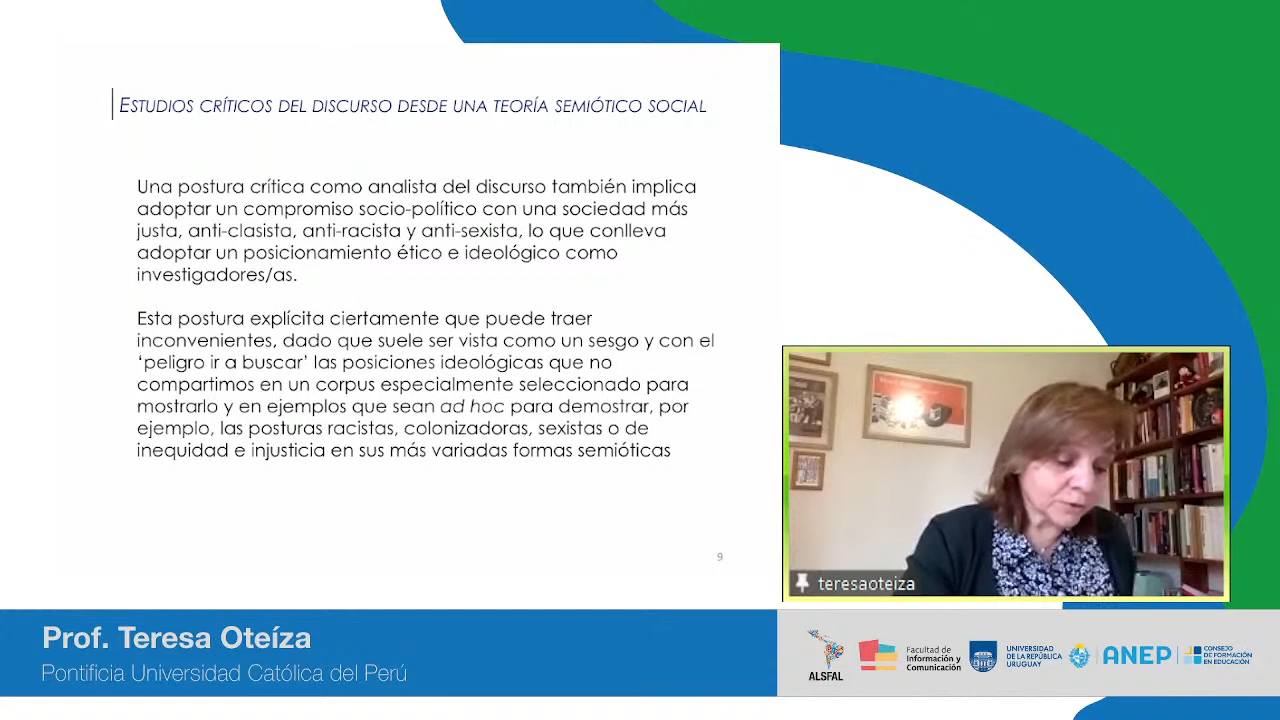 ESTUDIOS CRÍTICOS DEL DISCURSO DESDE UNA TEORÍA SEMIÓTICO SOCIAL
Una postura crítica como analista del discurso también implica
adoptar un compromiso socio-político con una sociedad más
justa, anti-clasista, anti-racista y anti-sexista, lo que conlleva
adoptar un posicionamiento ético e ideológico como
investigadores/as.
Esta postura explícita ciertamente que puede traer
inconvenientes, dado que suele ser vista como un sesgo y con el
‘peligro ir a buscar’ las posiciones ideológicas que no
compartimos en un corpus especialmente seleccionado para
mostrarlo y en ejemplos que sean ad hoc para demostrar, por
ejemplo, las posturas racistas, colonizadoras, sexistas o de
inequidad e injusticia en sus más variadas formas semióticas
9
teresaoteiza
Prof. Teresa Oteíza
Pontificia Universidad Católica del Perú
ALSFAL
Facultad de
Información y
Comunicación
UNIVERSIDAD
DE LA REPÚBLICA
URUGUAY
ANEP
CONSEJO
DE FORMACIÓN
EN EDUCACIÓN